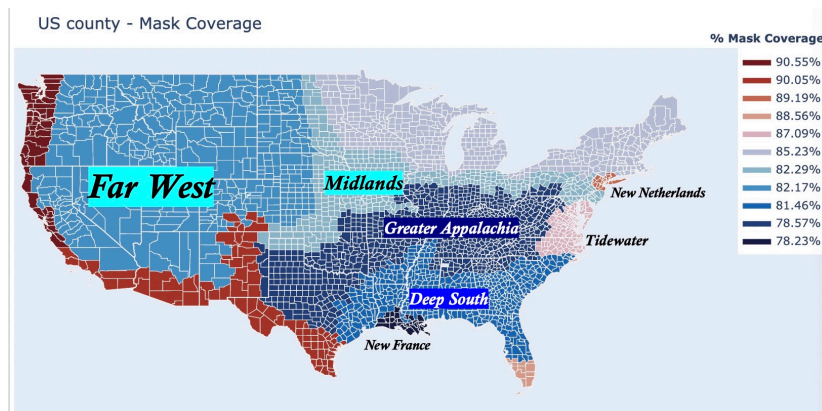 US county - Mask Coverage
% Mask Coverage
90.55%
90.05%
89.19%
88.56%
87.09%
85.23%
82.29%
82.17%
81.46%
78.57%
78.23%
Far West
Midlands
New Netherlands
Greater Appalachia
Tidewater
Deep South
New France